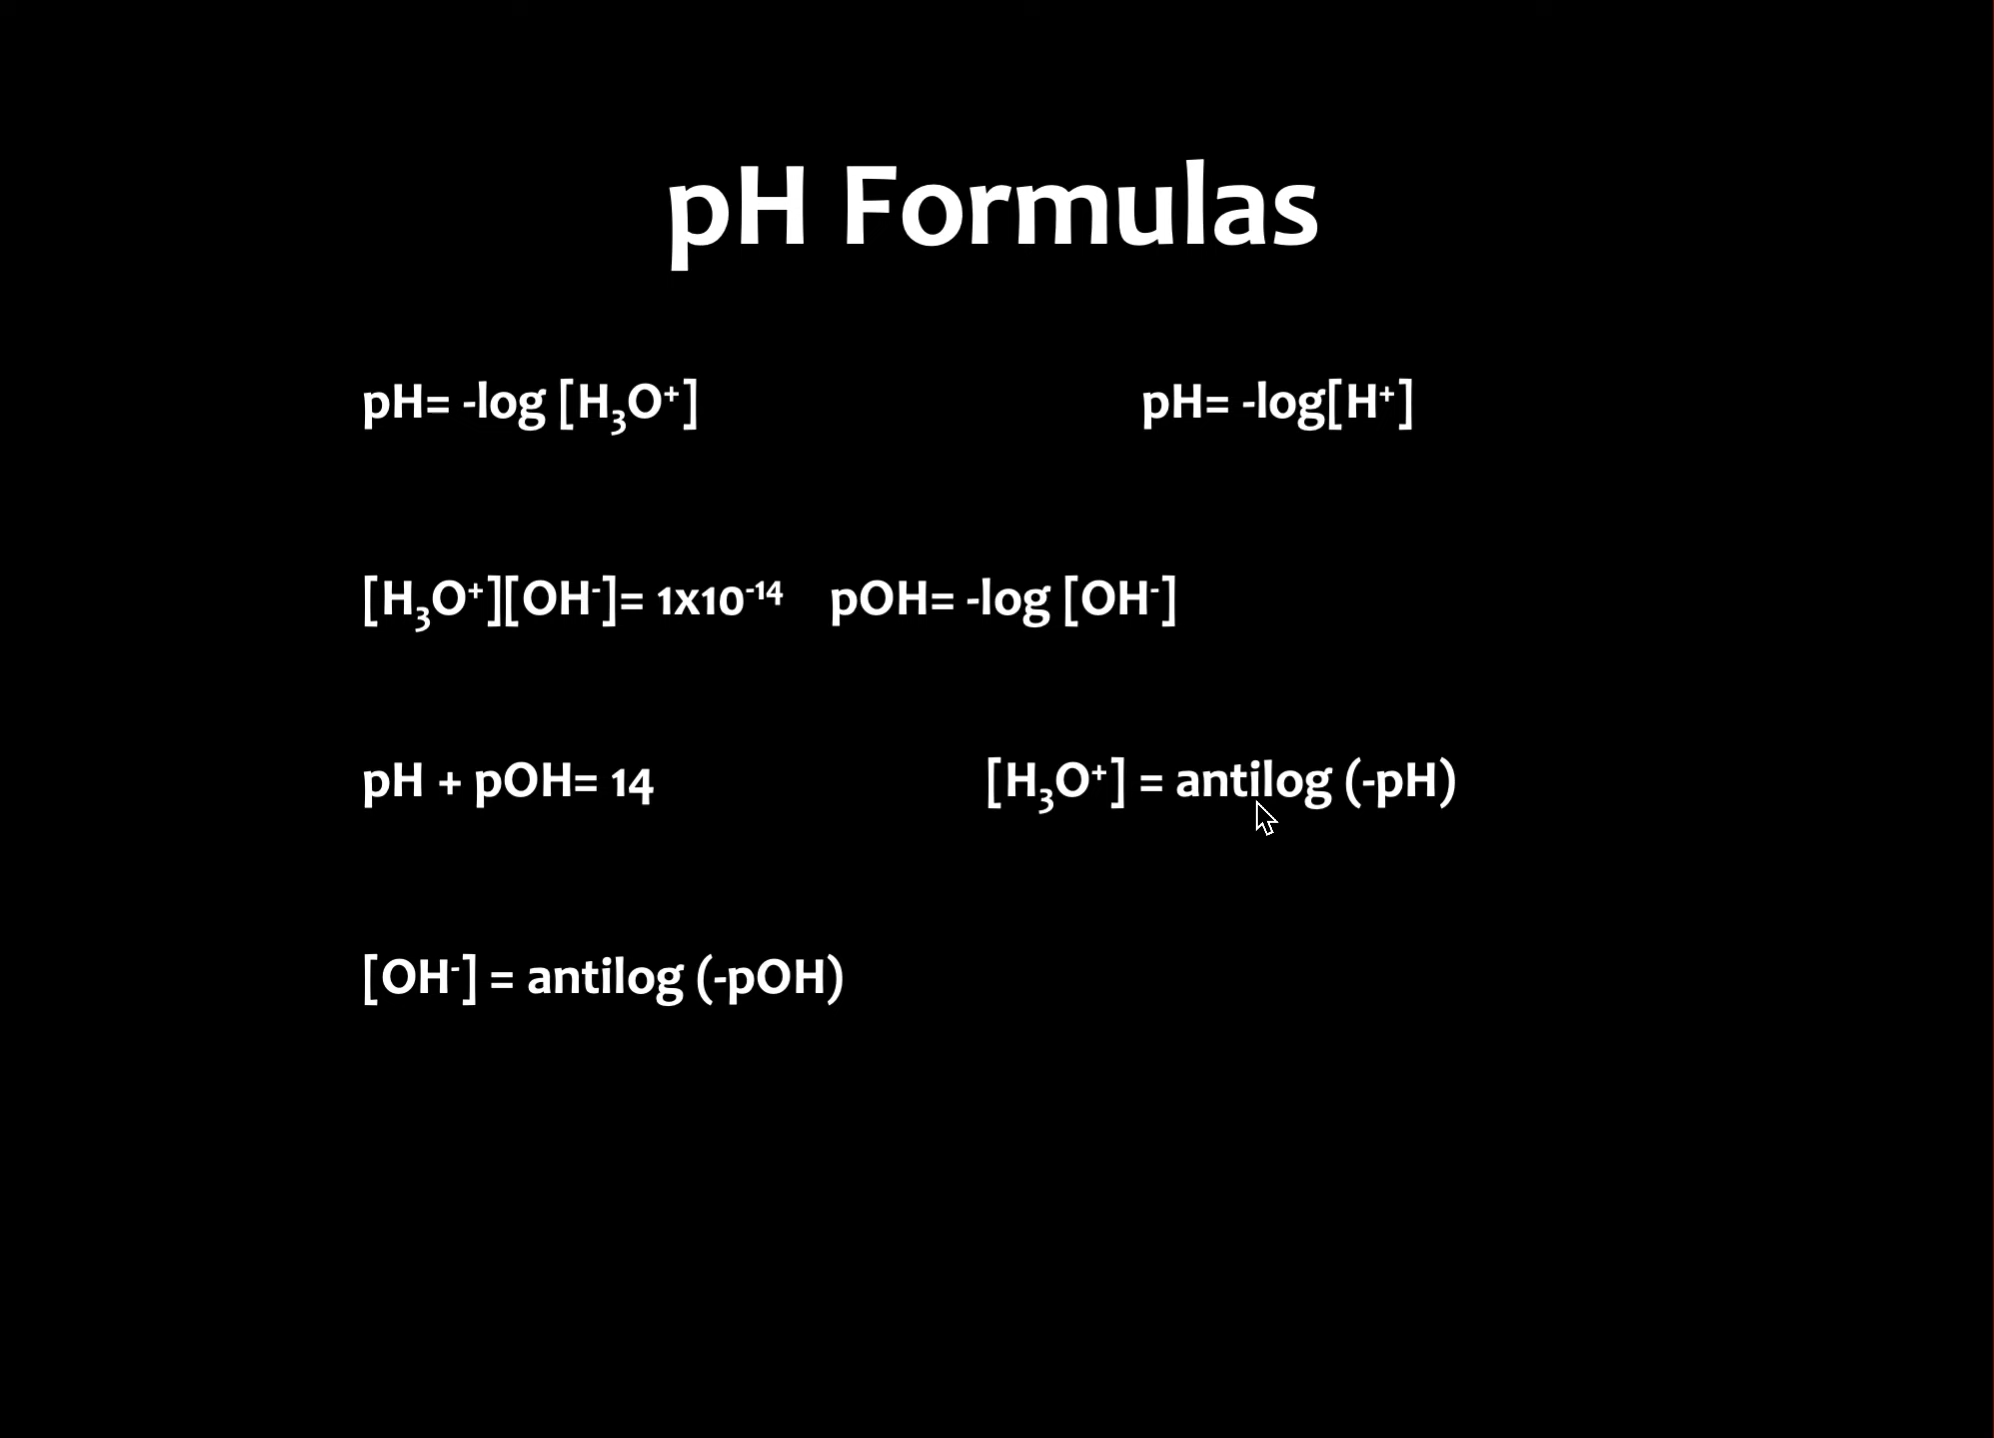 pH Formulas
pH= -log [H₃O⁺] pH= -log[H⁺]
[H₃O⁺][OH⁻]= 1x10⁻¹⁴ pOH= -log [OH⁻]
pH + pOH= 14 [H₃O⁺] = antilog (-pH)
[OH⁻] = antilog (-pOH)